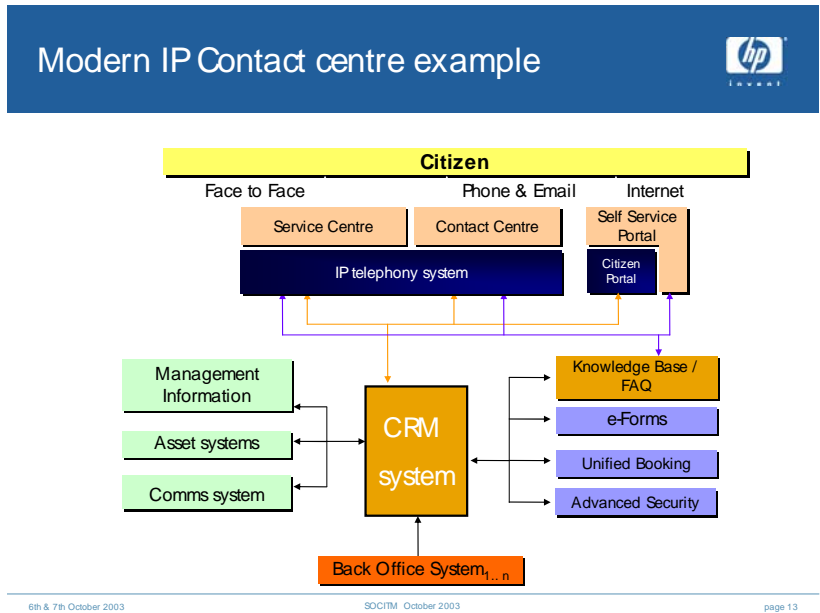 Modern IP Contact centre example
hp
invent
Citizen
Face to Face
Phone & Email
Internet
Service Centre
Contact Centre
Self Service
Portal
IP telephony system
Citizen
Portal
Management
Information
Asset systems
Comms system
CRM
system
Knowledge Base /
FAQ
e-Forms
Unified Booking
Advanced Security
Back Office System1.. n
6th & 7th October 2003
SOCITM October 2003
page 13